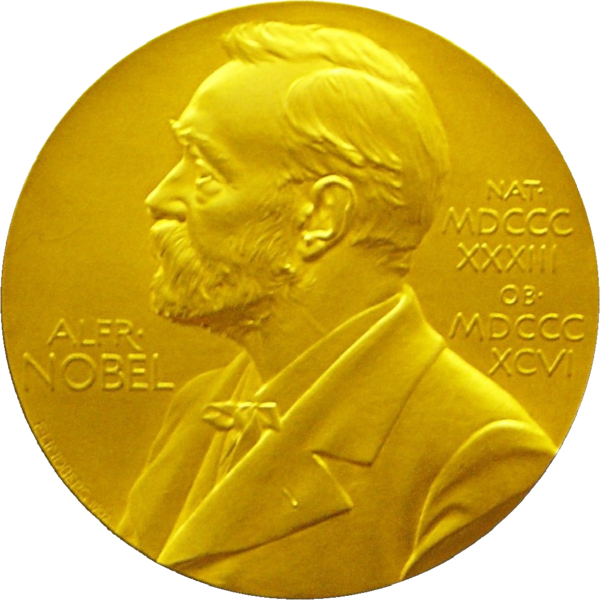 ALFR·
NOBEL
NAT·
MDCCC
XXXIII
OB·
MDCCC
XCVI